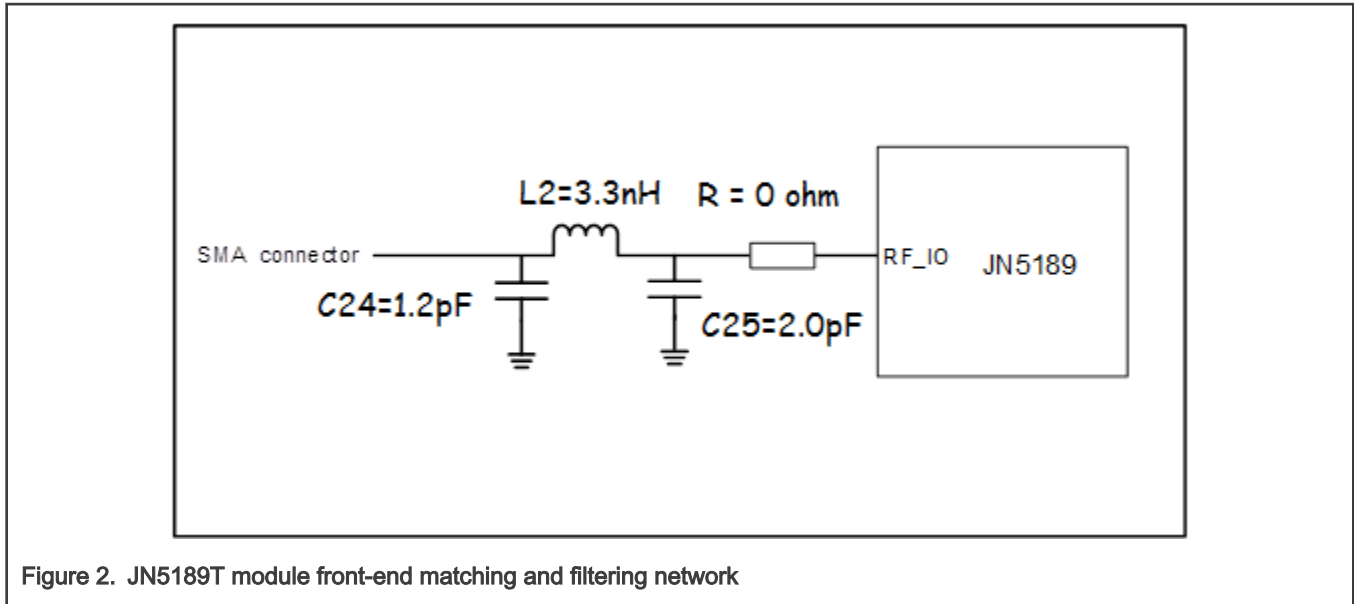 L2=3.3nH R = 0 ohm
SMA connector
RF_IO JN5189
C24=1.2pF
C25=2.0pF
Figure 2. JN5189T module front-end matching and filtering network